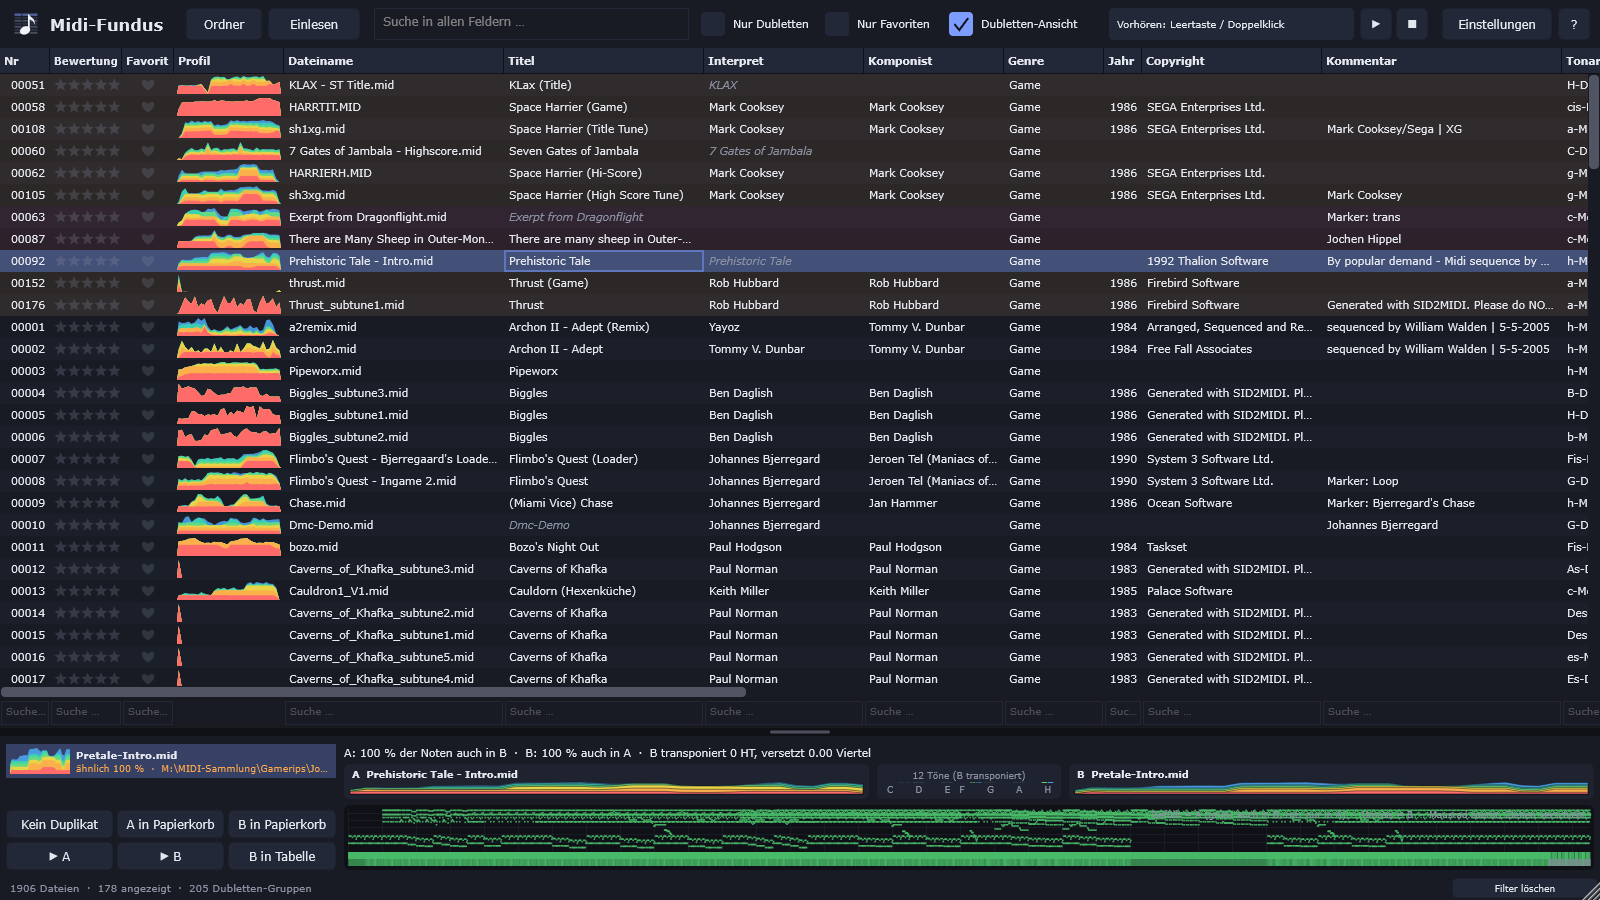 Midi-Fundus Ordner Einlesen Suche in allen Feldern ... Nur Dubletten Nur Favoriten Dubletten-Ansicht Vorhören: Leertaste / Doppelklick Einstellungen ?
Nr Bewertung Favorit Profil Dateiname Titel Interpret Komponist Genre Jahr Copyright Kommentar Tonar
00051 KLAX - ST Title.mid KLax (Title) KLAX Game H-D
00058 HARRTIT.MID Space Harrier (Game) Mark Cooksey Mark Cooksey Game 1986 SEGA Enterprises Ltd. cis-
00108 sh1xg.mid Space Harrier (Title Tune) Mark Cooksey Mark Cooksey Game 1986 SEGA Enterprises Ltd. Mark Cooksey/Sega | XG a-M
00060 7 Gates of Jambala - Highscore.mid Seven Gates of Jambala 7 Gates of Jambala Game C-D
00062 HARRIERH.MID Space Harrier (Hi-Score) Mark Cooksey Mark Cooksey Game 1986 SEGA Enterprises Ltd. g-M
00105 sh3xg.mid Space Harrier (High Score Tune) Mark Cooksey Mark Cooksey Game 1986 SEGA Enterprises Ltd. Mark Cooksey g-M
00063 Exerpt from Dragonflight.mid Exerpt from Dragonflight Game Marker: trans c-M
00087 There are Many Sheep in Outer-Mon... There are many sheep in Outer-... Game Jochen Hippel c-M
00092 Prehistoric Tale - Intro.mid Prehistoric Tale Prehistoric Tale Game 1992 Thalion Software By popular demand - Midi sequence by ... h-M
00152 thrust.mid Thrust (Game) Rob Hubbard Rob Hubbard Game 1986 Firebird Software a-M
00176 Thrust_subtune1.mid Thrust Rob Hubbard Rob Hubbard Game 1986 Firebird Software Generated with SID2MIDI. Please do NO... a-M
00001 a2remix.mid Archon II - Adept (Remix) Yayoz Tommy V. Dunbar Game 1984 Arranged, Sequenced and Re... sequenced by William Walden | 5-5-2005 h-M
00002 archon2.mid Archon II - Adept Tommy V. Dunbar Tommy V. Dunbar Game 1984 Free Fall Associates sequenced by William Walden | 5-5-2005 h-M
00003 Pipeworx.mid Pipeworx Game h-M
00004 Biggles_subtune3.mid Biggles Ben Daglish Ben Daglish Game 1986 Generated with SID2MIDI. Pl... B-D
00005 Biggles_subtune1.mid Biggles Ben Daglish Ben Daglish Game 1986 Generated with SID2MIDI. Pl... H-D
00006 Biggles_subtune2.mid Biggles Ben Daglish Ben Daglish Game 1986 Generated with SID2MIDI. Pl... b-M
00007 Flimbo's Quest - Bjerregaard's Loade... Flimbo's Quest (Loader) Johannes Bjerregard Jeroen Tel (Maniacs of... Game 1990 System 3 Software Ltd. Fis-
00008 Flimbo's Quest - Ingame 2.mid Flimbo's Quest Johannes Bjerregard Jeroen Tel (Maniacs of... Game 1990 System 3 Software Ltd. Marker: Loop G-D
00009 Chase.mid (Miami Vice) Chase Johannes Bjerregard Jan Hammer Game 1986 Ocean Software Marker: Bjerregard's Chase h-M
00010 Dmc-Demo.mid Dmc-Demo Johannes Bjerregard Game Johannes Bjerregard G-D
00011 bozo.mid Bozo's Night Out Paul Hodgson Paul Hodgson Game 1984 Taskset Fis-
00012 Caverns_of_Khafka_subtune3.mid Caverns of Khafka Paul Norman Paul Norman Game 1983 Generated with SID2MIDI. Pl... As-D
00013 Cauldron1_V1.mid Cauldorn (Hexenküche) Keith Miller Keith Miller Game 1985 Palace Software c-M
00014 Caverns_of_Khafka_subtune2.mid Caverns of Khafka Paul Norman Paul Norman Game 1983 Generated with SID2MIDI. Pl... Des
00015 Caverns_of_Khafka_subtune1.mid Caverns of Khafka Paul Norman Paul Norman Game 1983 Generated with SID2MIDI. Pl... Des
00016 Caverns_of_Khafka_subtune5.mid Caverns of Khafka Paul Norman Paul Norman Game 1983 Generated with SID2MIDI. Pl... es-M
00017 Caverns_of_Khafka_subtune4.mid Caverns of Khafka Paul Norman Paul Norman Game 1983 Generated with SID2MIDI. Pl... Es-D
Suche... Suche ... Suche... Suche ... Suche ... Suche ... Suche ... Suche ... Suc... Suche ... Suche ... Suche
Pretale-Intro.mid
ähnlich 100 % · M:\MIDI-Sammlung\Gamerips\Jo...
A: 100 % der Noten auch in B · B: 100 % auch in A · B transponiert 0 HT, versetzt 0.00 Viertel
A Prehistoric Tale - Intro.mid 12 Töne (B transponiert) B Pretale-Intro.mid
C D E F G A H
Kein Duplikat A in Papierkorb B in Papierkorb
A B B in Tabelle
1906 Dateien · 178 angezeigt · 205 Dubletten-Gruppen Filter löschen